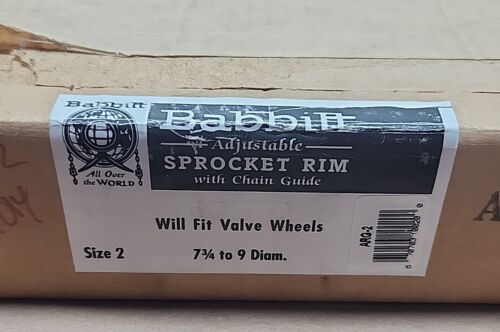 Babbitt
All Over
the WORLD
Babbitt
Adjustable
SPROCKET RIM
with Chain Guide
Will Fit Valve Wheels
Size 2
7¾ to 9 Diam.
ARG-2